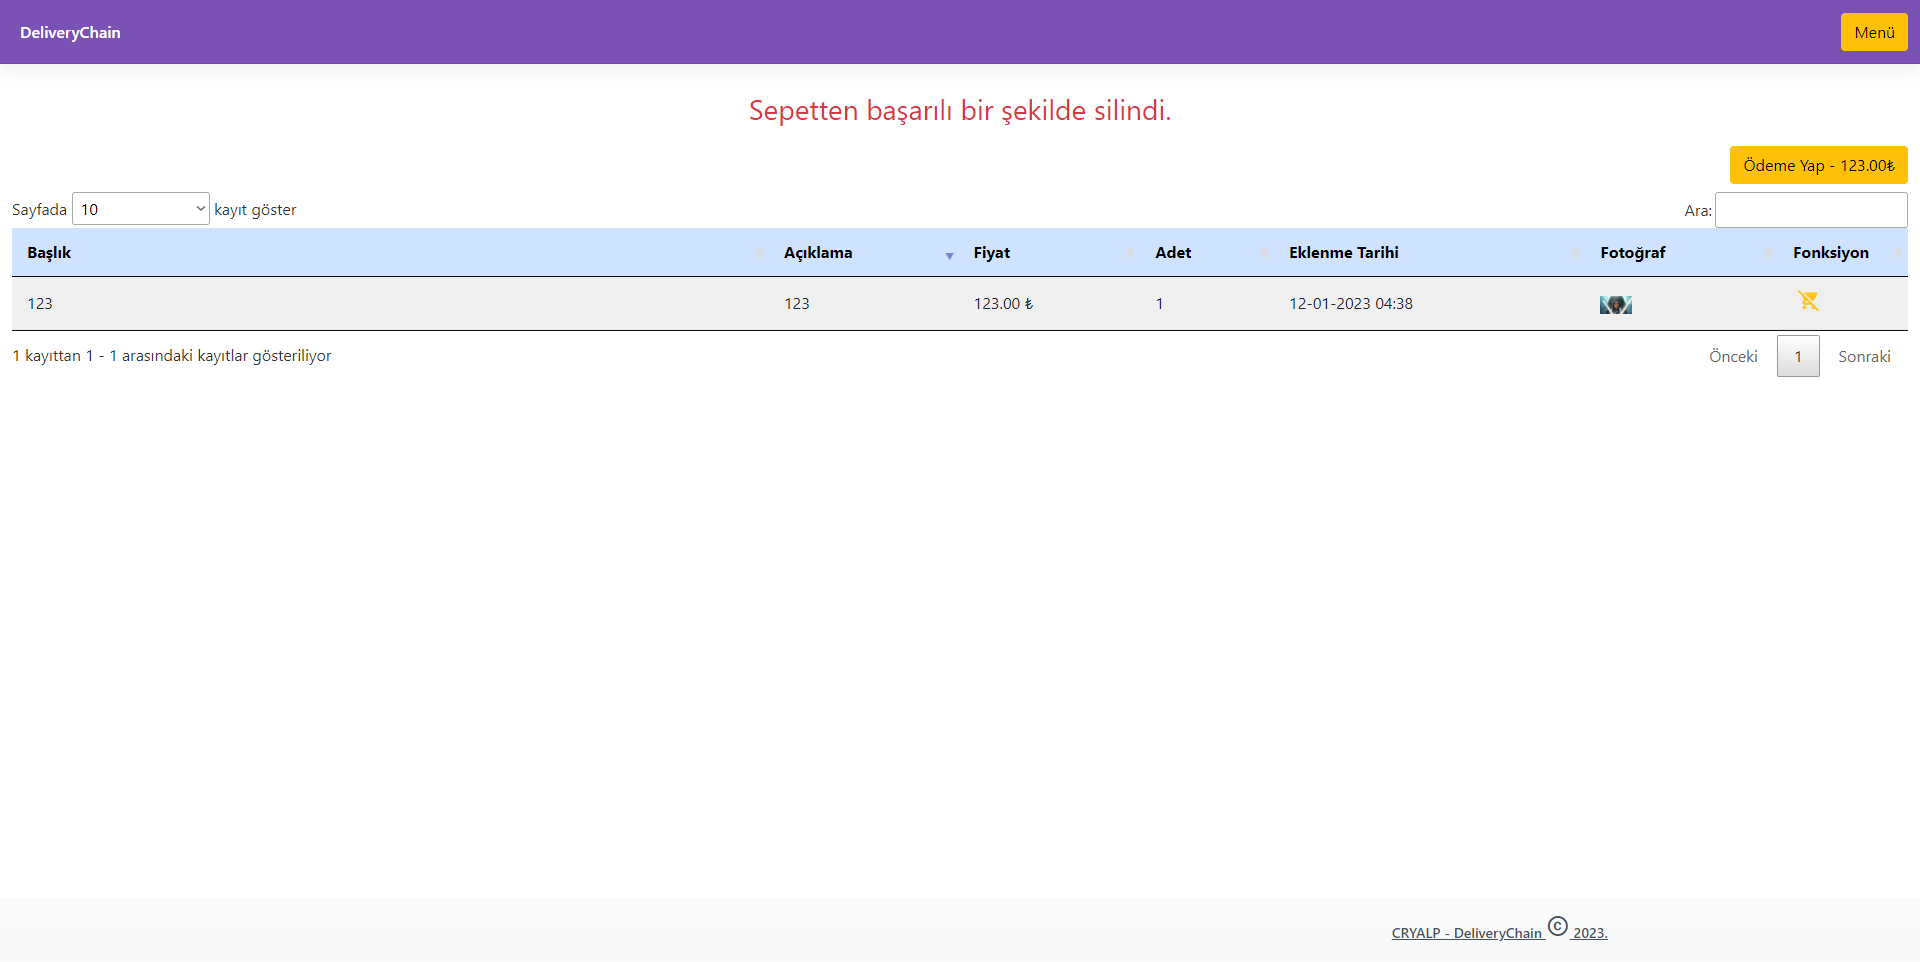 DeliveryChain Menü
Sepetten başarılı bir şekilde silindi.
Ödeme Yap - 123.00₺
Sayfada 10 kayıt göster Ara:
Başlık Açıklama Fiyat Adet Eklenme Tarihi Fotoğraf Fonksiyon
123 123 123.00 ₺ 1 12-01-2023 04:38
1 kayıttan 1 - 1 arasındaki kayıtlar gösteriliyor Önceki 1 Sonraki
CRYALP - DeliveryChain © 2023.